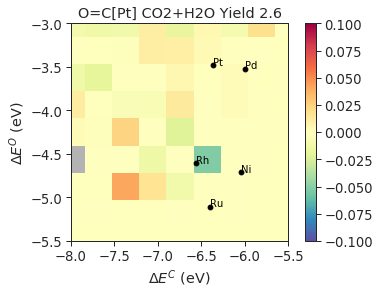 O=C[Pt] CO2+H2O Yield 2.6
−3.0
−3.5
−4.0
−4.5
−5.0
−5.5
ΔE^O (eV)
Pt
Pd
Rh
Ni
Ru
−8.0 −7.5 −7.0 −6.5 −6.0 −5.5
ΔE^C (eV)
0.100
0.075
0.050
0.025
0.000
−0.025
−0.050
−0.075
−0.100